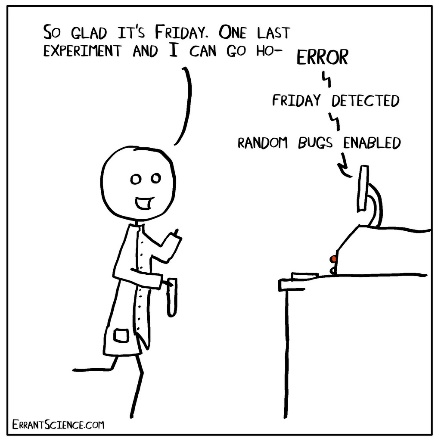 SO GLAD IT'S FRIDAY. ONE LAST
EXPERIMENT AND I CAN GO HO-
ERROR
FRIDAY DETECTED
RANDOM BUGS ENABLED
ERRANTSCIENCE.COM